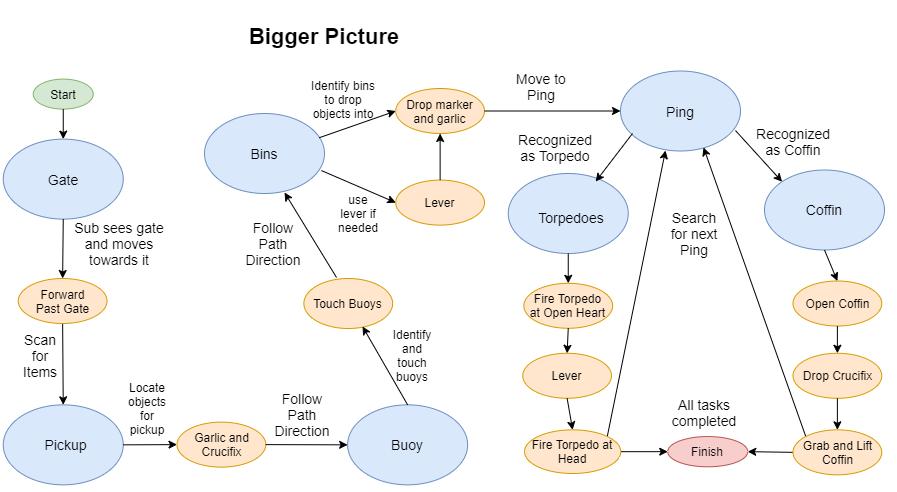 Bigger Picture
Start
Gate
Sub sees gate
and moves
towards it
Forward
Past Gate
Scan
for
Items
Pickup
Locate
objects
for
pickup
Garlic and
Crucifix
Follow
Path
Direction
Buoy
Identify
and
touch
buoys
Touch Buoys
Follow
Path
Direction
Bins
Identify bins
to drop
objects into
use
lever if
needed
Lever
Drop marker
and garlic
Move to
Ping
Ping
Recognized
as Torpedo
Torpedoes
Fire Torpedo
at Open Heart
Lever
Fire Torpedo at
Head
Search
for next
Ping
Recognized
as Coffin
Coffin
Open Coffin
Drop Crucifix
Grab and Lift
Coffin
All tasks
completed
Finish